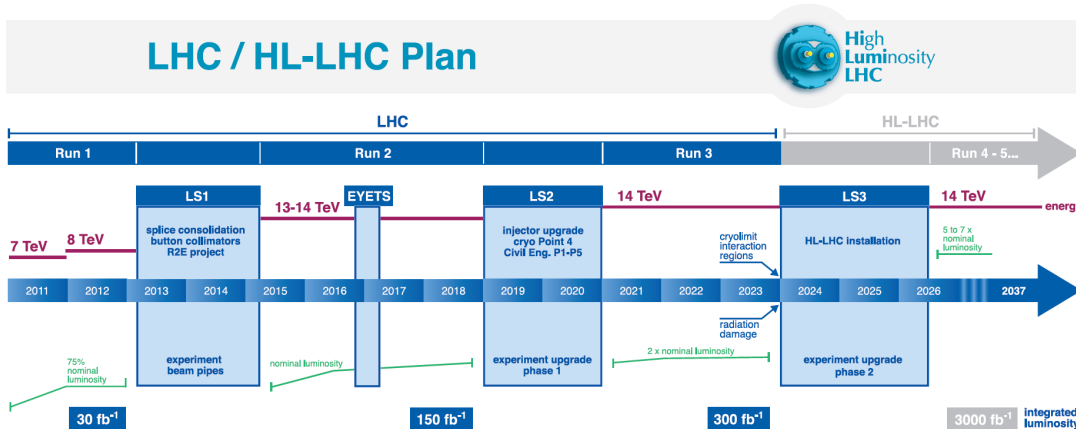 LHC / HL-LHC Plan
High
Luminosity
LHC
LHC
HL-LHC
Run 1
Run 2
Run 3
Run 4 - 5...
LS1
EYETS
LS2
LS3
7 TeV
8 TeV
13-14 TeV
14 TeV
14 TeV
energ
splice consolidation
button collimators
R2E project
injector upgrade
cryo Point 4
Civil Eng. P1-P5
cryolimit
interaction
regions
HL-LHC installation
5 to 7 x
nominal
luminosity
2011
2012
2013
2014
2015
2016
2017
2018
2019
2020
2021
2022
2023
2024
2025
2026
2037
radiation
damage
75%
nominal
luminosity
experiment
beam pipes
nominal luminosity
experiment upgrade
phase 1
2 x nominal luminosity
experiment upgrade
phase 2
30 fb⁻¹
150 fb⁻¹
300 fb⁻¹
3000 fb⁻¹
integrated
luminosity